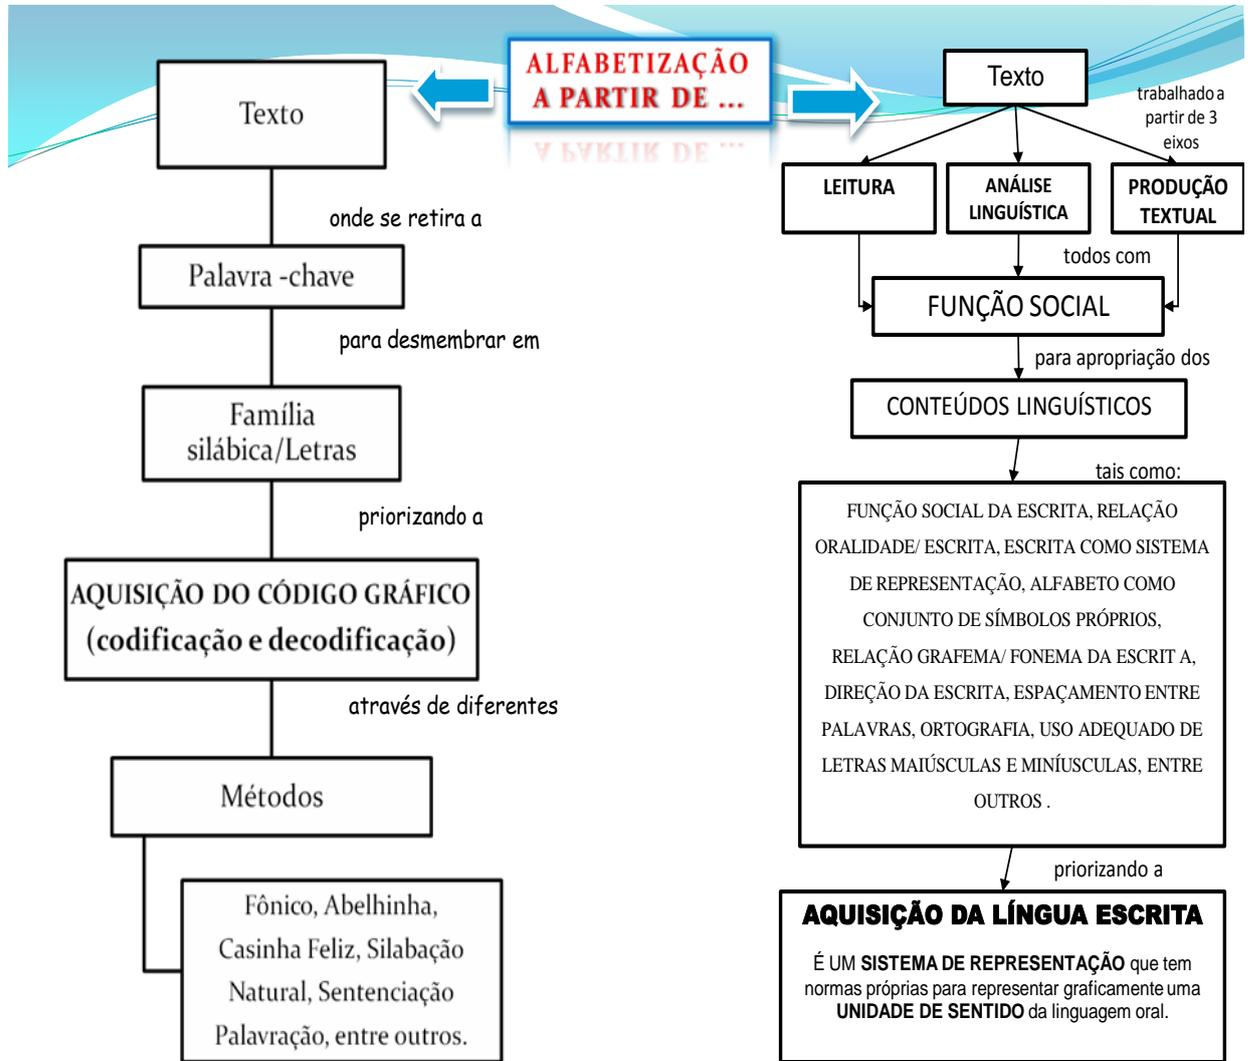 ALFABETIZAÇÃO
A PARTIR DE ...
Texto
onde se retira a
Palavra -chave
para desmembrar em
Família
silábica/Letras
priorizando a
AQUISIÇÃO DO CÓDIGO GRÁFICO
(codificação e decodificação)
através de diferentes
Métodos
Fônico, Abelhinha,
Casinha Feliz, Silabação
Natural, Sentenciação
Palavração, entre outros.
Texto
trabalhado a
partir de 3
eixos
LEITURA
ANÁLISE
LINGUÍSTICA
PRODUÇÃO
TEXTUAL
todos com
FUNÇÃO SOCIAL
para apropriação dos
CONTEÚDOS LINGUÍSTICOS
tais como:
FUNÇÃO SOCIAL DA ESCRITA, RELAÇÃO
ORALIDADE/ ESCRITA, ESCRITA COMO SISTEMA
DE REPRESENTAÇÃO, ALFABETO COMO
CONJUNTO DE SÍMBOLOS PRÓPRIOS,
RELAÇÃO GRAFEMA/ FONEMA DA ESCRIT A,
DIREÇÃO DA ESCRITA, ESPAÇAMENTO ENTRE
PALAVRAS, ORTOGRAFIA, USO ADEQUADO DE
LETRAS MAIÚSCULAS E MINÍUSCULAS, ENTRE
OUTROS .
priorizando a
AQUISIÇÃO DA LÍNGUA ESCRITA
É UM SISTEMA DE REPRESENTAÇÃO que tem
normas próprias para representar graficamente uma
UNIDADE DE SENTIDO da linguagem oral.